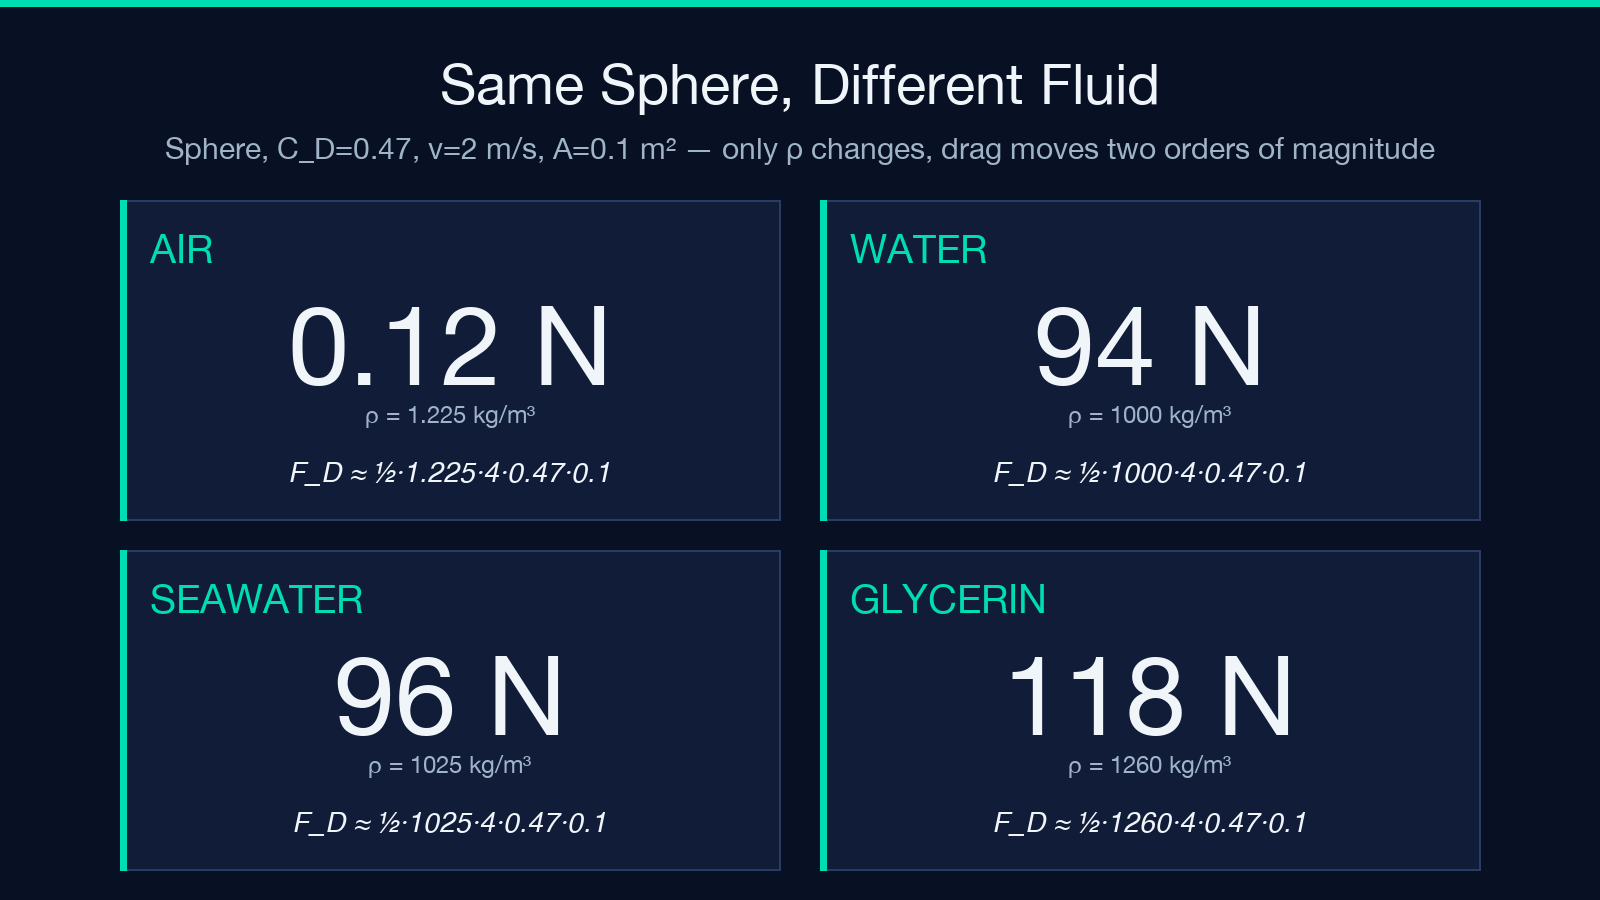 Same Sphere, Different Fluid
Sphere, C_D=0.47, v=2 m/s, A=0.1 m² — only ρ changes, drag moves two orders of magnitude
AIR
0.12 N
ρ = 1.225 kg/m³
F_D ≈ ½·1.225·4·0.47·0.1
WATER
94 N
ρ = 1000 kg/m³
F_D ≈ ½·1000·4·0.47·0.1
SEAWATER
96 N
ρ = 1025 kg/m³
F_D ≈ ½·1025·4·0.47·0.1
GLYCERIN
118 N
ρ = 1260 kg/m³
F_D ≈ ½·1260·4·0.47·0.1